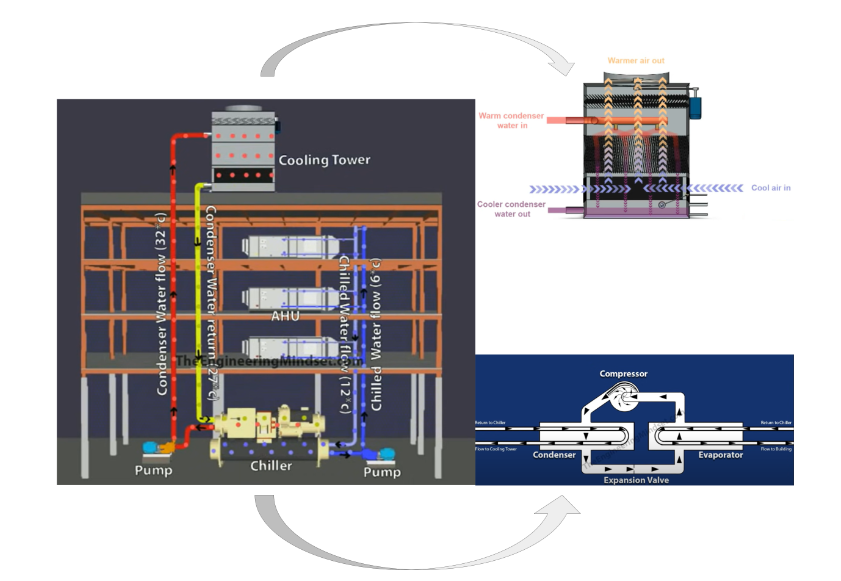 Warmer air out
Warm condenser
water in
Cool air in
Cooler condenser
water out
Cooling Tower
Condenser Water flow (32°c)
Condenser Water return (27°c)
Chilled Water flow (12°c)
Chilled Water flow (6°c)
AHU
TheEngineeringMindset.com
Pump
Chiller
Pump
Compressor
Return to Chiller
Return to Chiller
Condenser
Evaporator
Flow to Cooling Tower
Flow to Building
Expansion Valve